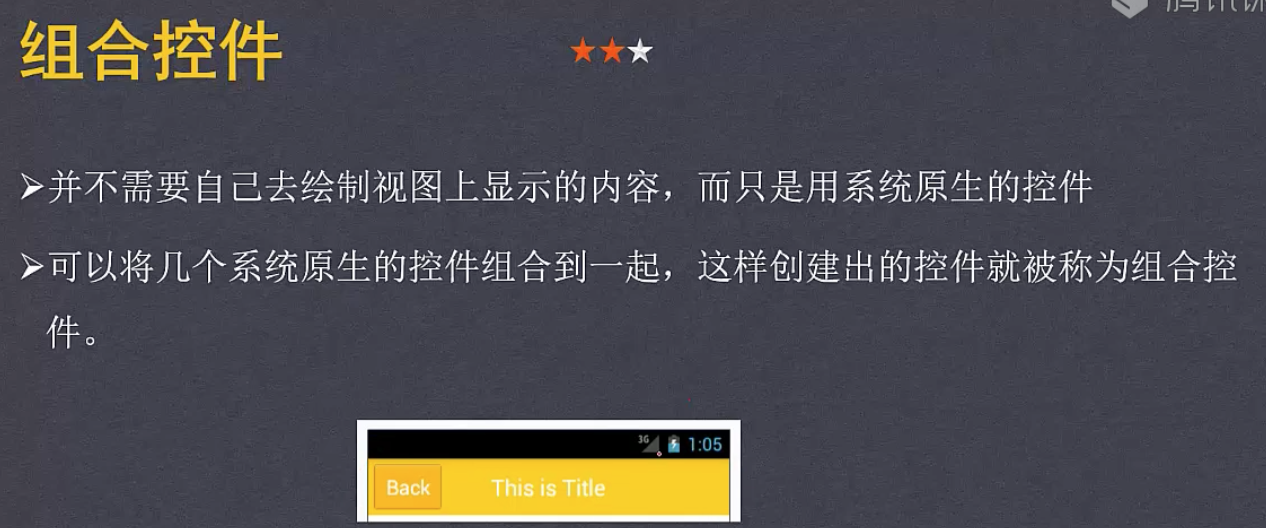 腾讯课
组合控件
并不需要自己去绘制视图上显示的内容，而只是用系统原生的控件
可以将几个系统原生的控件组合到一起，这样创建出的控件就被称为组合控
件。
3G 1:05
Back This is Title